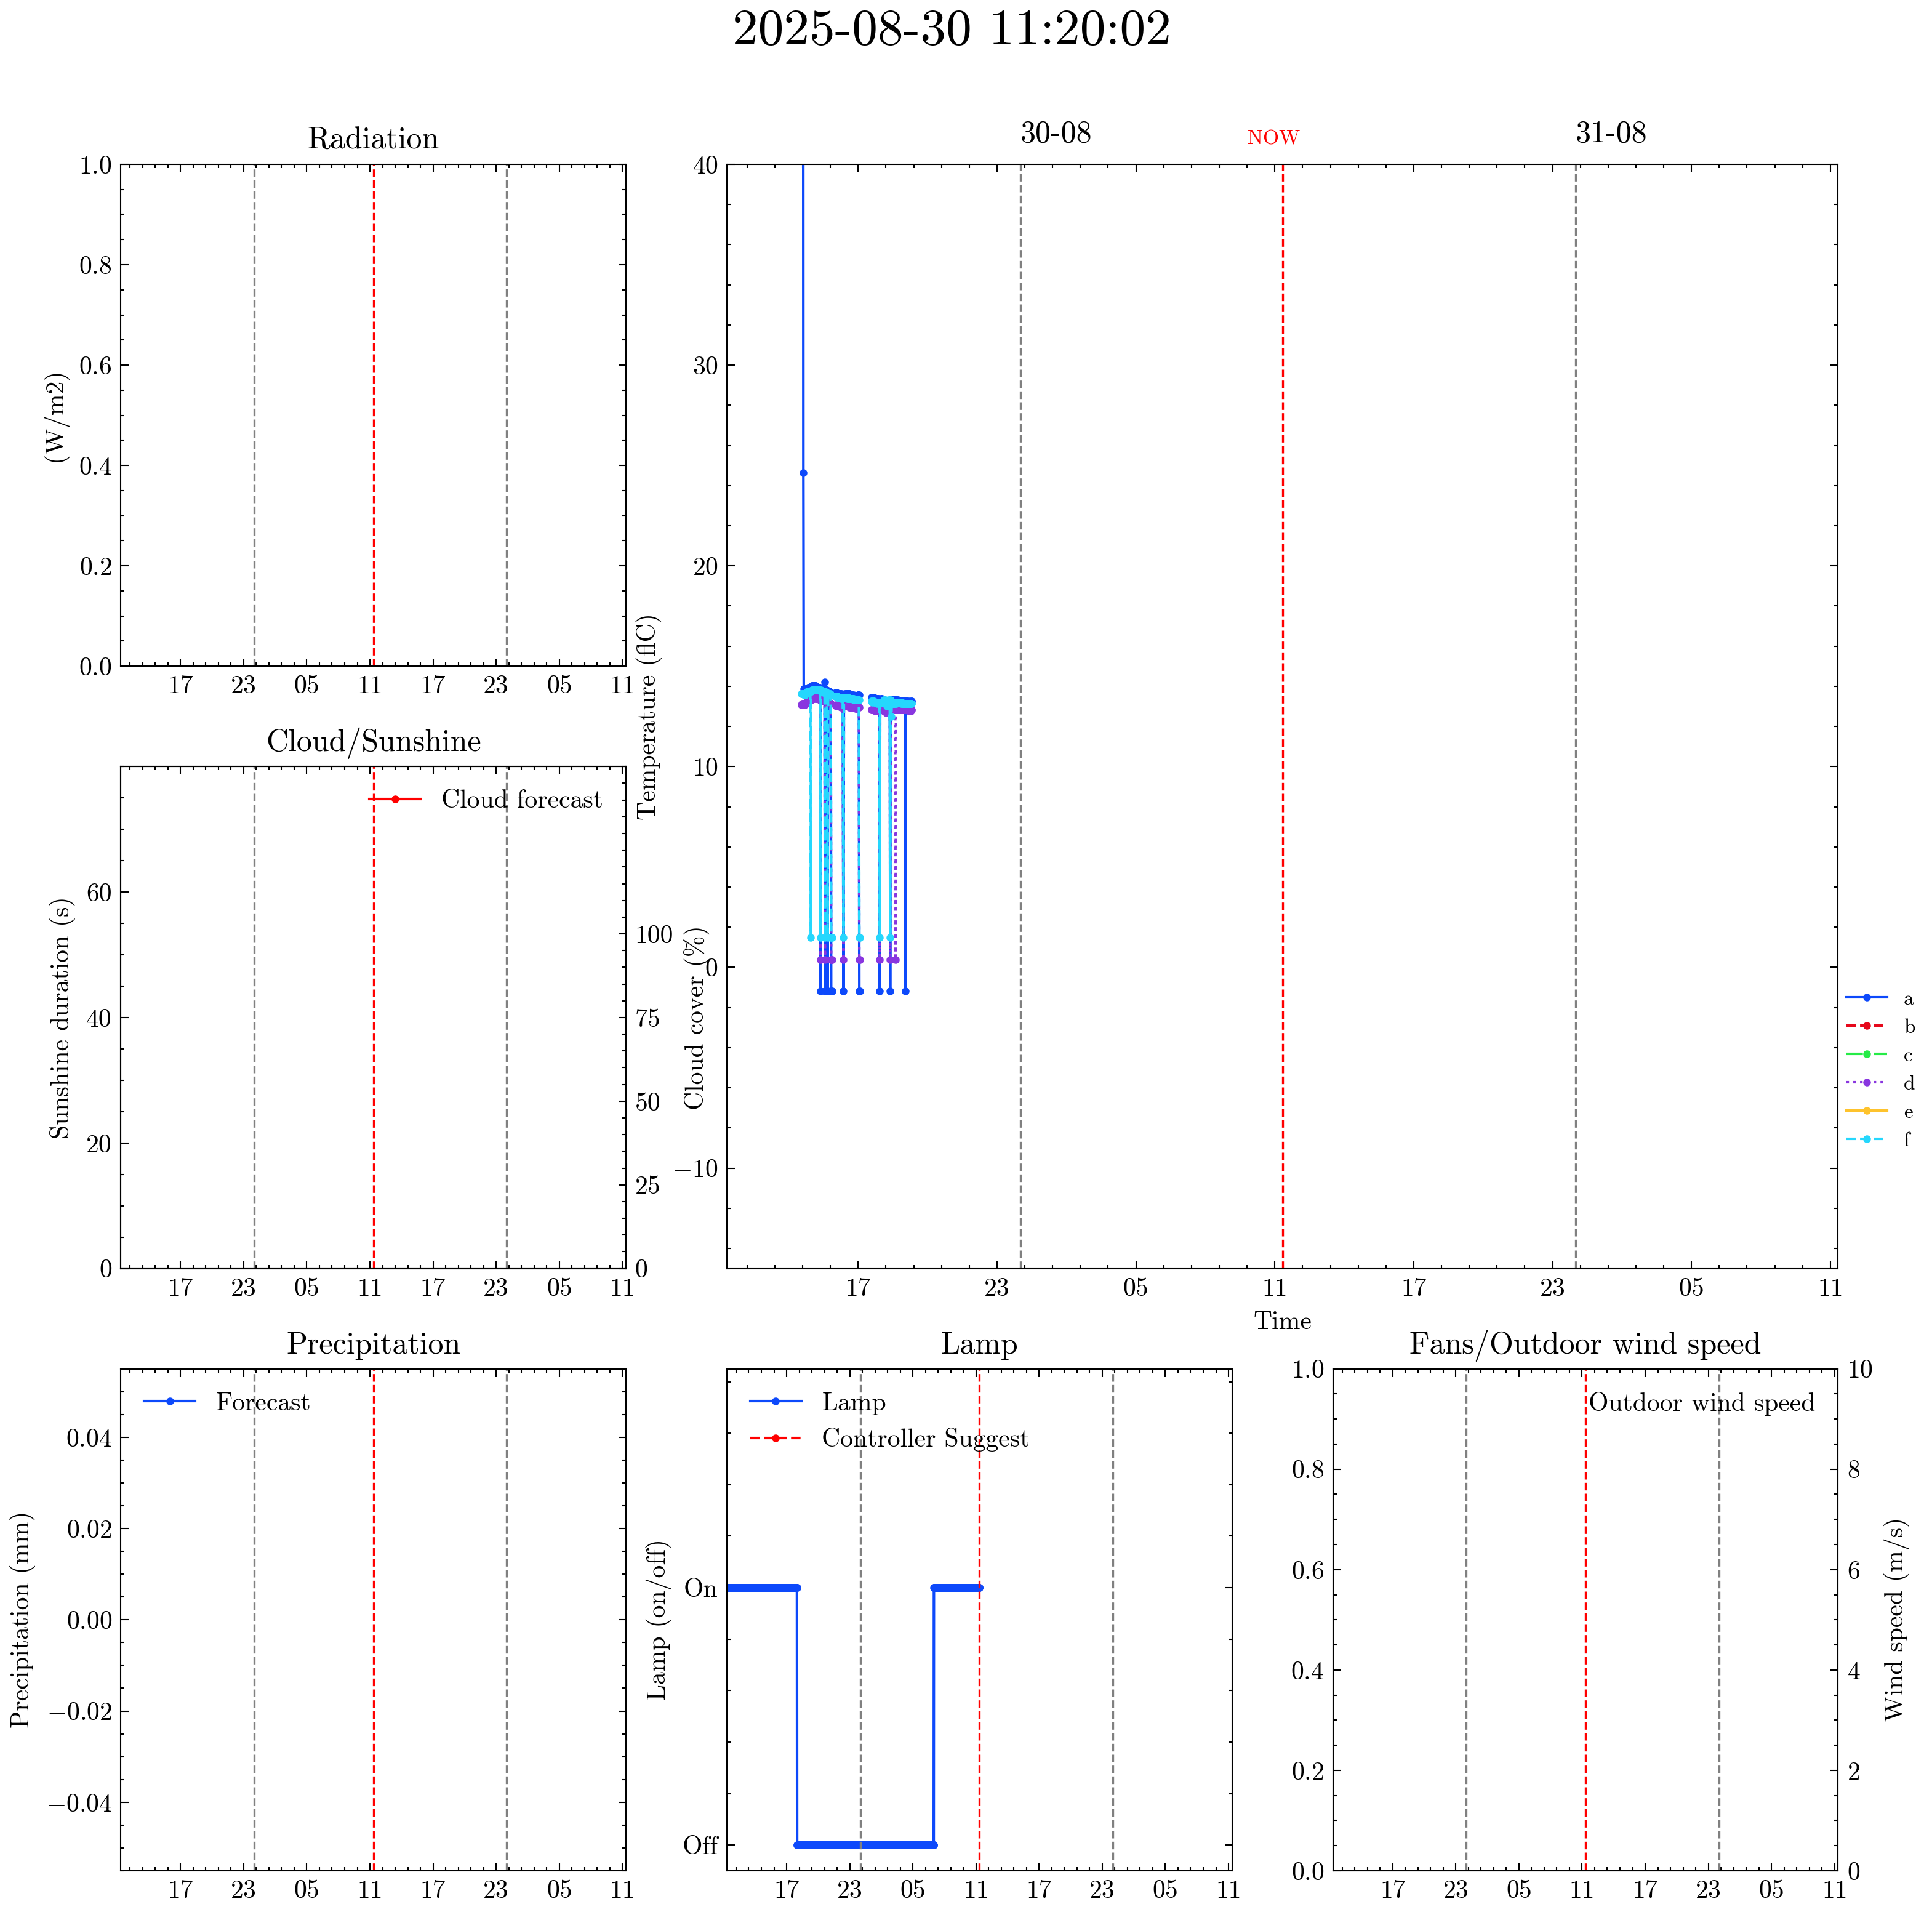 2025-08-30 11:20:02
Radiation
1.0
0.8
0.6
0.4
0.2
0.0
(W/m2)
17 23 05 11 17 23 05 11
30-08 NOW 31-08
40
30
20
10
0
−10
Temperature (flC)
17 23 05 11 17 23 05 11
Time
a
b
c
d
e
f
Cloud/Sunshine
Cloud forecast
60
40
20
0
Sunshine duration (s)
100
75
50
25
0
Cloud cover (%)
17 23 05 11 17 23 05 11
Precipitation
Forecast
0.04
0.02
0.00
−0.02
−0.04
Precipitation (mm)
17 23 05 11 17 23 05 11
Lamp
Lamp
Controller Suggest
On
Off
Lamp (on/off)
17 23 05 11 17 23 05 11
Fans/Outdoor wind speed
Outdoor wind speed
1.0
0.8
0.6
0.4
0.2
0.0
10
8
6
4
2
0
Wind speed (m/s)
17 23 05 11 17 23 05 11